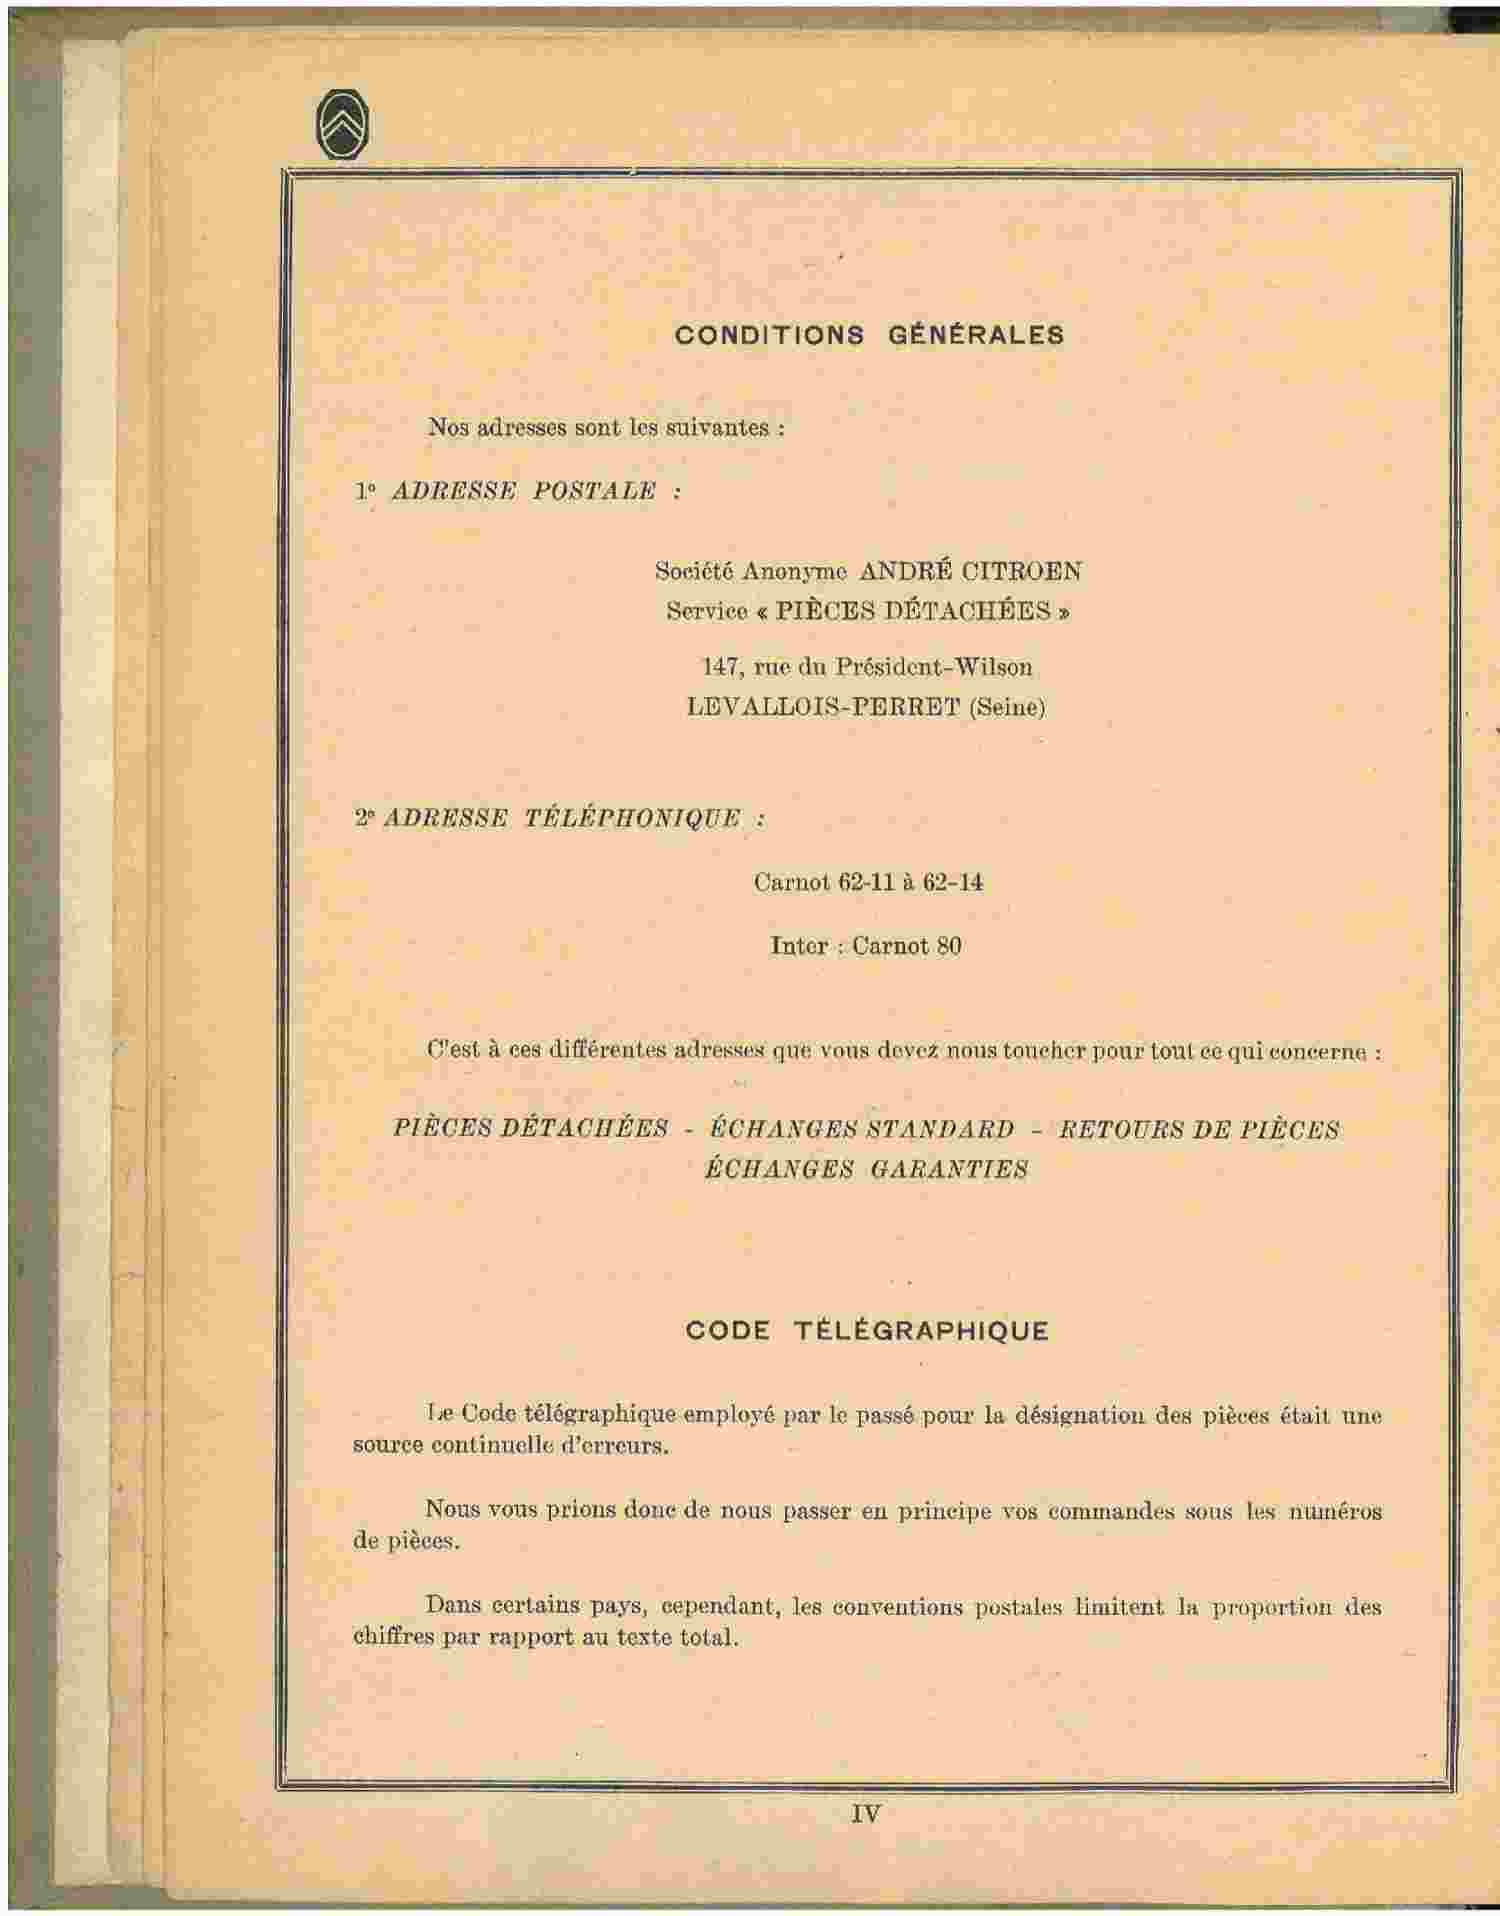 CONDITIONS GÉNÉRALES
Nos adresses sont les suivantes :
1º ADRESSE POSTALE :
Société Anonyme ANDRÉ CITROEN
Service « PIÈCES DÉTACHÉES »
147, rue du Président-Wilson
LEVALLOIS-PERRET (Seine)
2º ADRESSE TÉLÉPHONIQUE :
Carnot 62-11 à 62-14
Inter : Carnot 80
C'est à ces différentes adresses que vous devez nous toucher pour tout ce qui concerne :
PIÈCES DÉTACHÉES - ÉCHANGES STANDARD - RETOURS DE PIÈCES
ÉCHANGES GARANTIES
CODE TÉLÉGRAPHIQUE
Le Code télégraphique employé par le passé pour la désignation des pièces était une
source continuelle d'erreurs.
Nous vous prions donc de nous passer en principe vos commandes sous les numéros
de pièces.
Dans certains pays, cependant, les conventions postales limitent la proportion des
chiffres par rapport au texte total.
IV